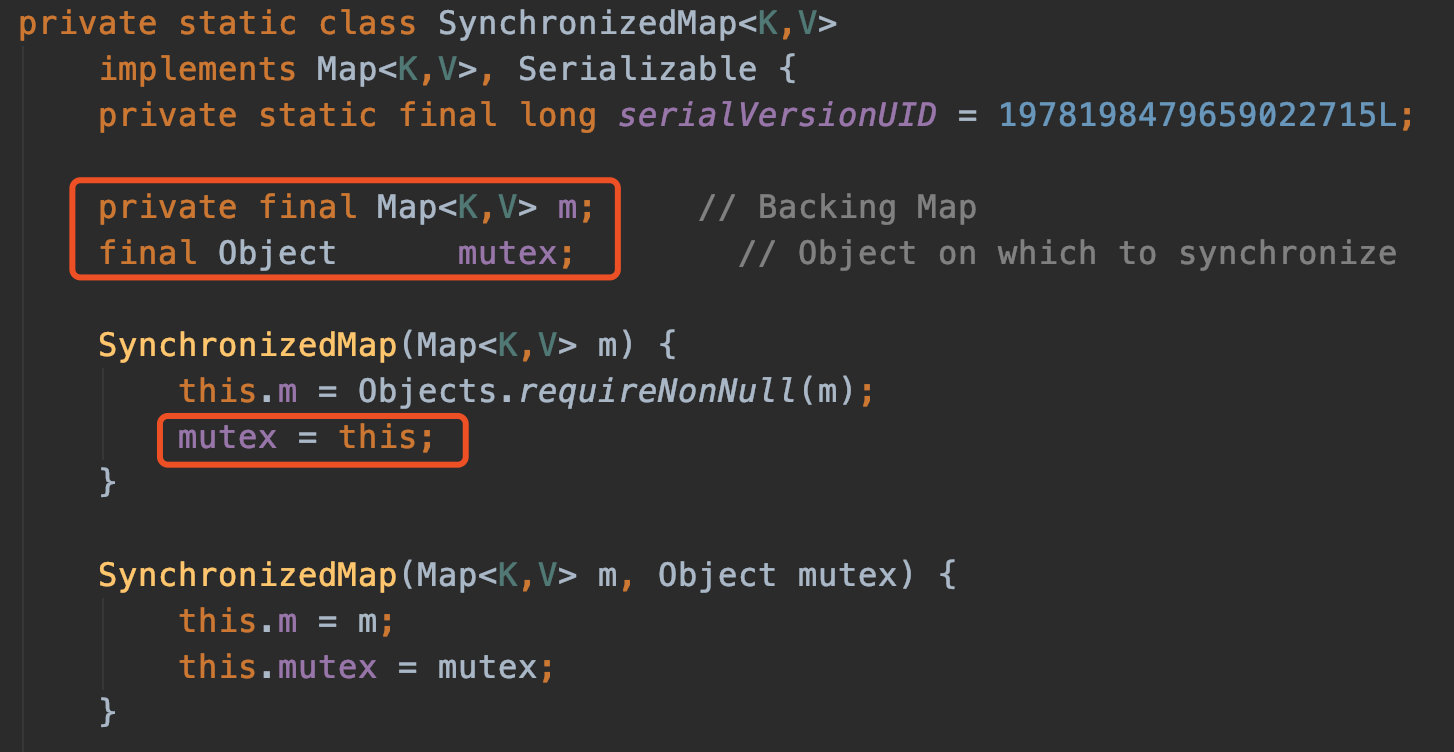 private static class SynchronizedMap<K,V>
implements Map<K,V>, Serializable {
private static final long serialVersionUID = 1978198479659022715L;
private final Map<K,V> m; // Backing Map
final Object mutex; // Object on which to synchronize
SynchronizedMap(Map<K,V> m) {
this.m = Objects.requireNonNull(m);
mutex = this;
}
SynchronizedMap(Map<K,V> m, Object mutex) {
this.m = m;
this.mutex = mutex;
}